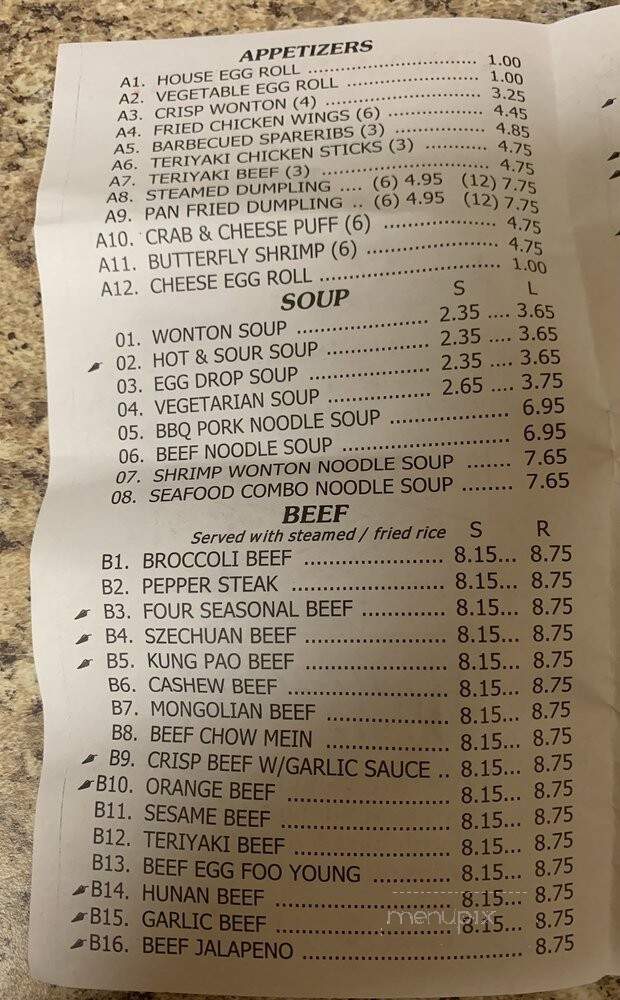 APPETIZERS
A1. HOUSE EGG ROLL ................................ 1.00
A2. VEGETABLE EGG ROLL ......................... 1.00
A3. CRISP WONTON (4) ............................. 3.25
A4. FRIED CHICKEN WINGS (6) .................. 4.45
A5. BARBECUED SPARERIBS (3) ................. 4.85
A6. TERIYAKI CHICKEN STICKS (3) ............ 4.75
A7. TERIYAKI BEEF (3) ............................. 4.75
A8. STEAMED DUMPLING .... (6) 4.95 (12) 7.75
A9. PAN FRIED DUMPLING .. (6) 4.95 (12) 7.75
A10. CRAB & CHEESE PUFF (6) .................... 4.75
A11. BUTTERFLY SHRIMP (6) ...................... 4.75
A12. CHEESE EGG ROLL ............................. 1.00
SOUP S L
01. WONTON SOUP ...................... 2.35 .... 3.65
02. HOT & SOUR SOUP ................. 2.35 .... 3.65
03. EGG DROP SOUP .................... 2.35 .... 3.65
04. VEGETARIAN SOUP ................. 2.65 .... 3.75
05. BBQ PORK NOODLE SOUP .................... 6.95
06. BEEF NOODLE SOUP ............................ 6.95
07. SHRIMP WONTON NOODLE SOUP ....... 7.65
08. SEAFOOD COMBO NOODLE SOUP ........ 7.65
BEEF
Served with steamed / fried rice S R
B1. BROCCOLI BEEF ...................... 8.15... 8.75
B2. PEPPER STEAK ........................ 8.15... 8.75
B3. FOUR SEASONAL BEEF ............. 8.15... 8.75
B4. SZECHUAN BEEF ...................... 8.15... 8.75
B5. KUNG PAO BEEF ...................... 8.15... 8.75
B6. CASHEW BEEF ......................... 8.15... 8.75
B7. MONGOLIAN BEEF ................... 8.15... 8.75
B8. BEEF CHOW MEIN ................... 8.15... 8.75
B9. CRISP BEEF W/GARLIC SAUCE .. 8.15... 8.75
B10. ORANGE BEEF ......................... 8.15... 8.75
B11. SESAME BEEF .......................... 8.15... 8.75
B12. TERIYAKI BEEF ........................ 8.15... 8.75
B13. BEEF EGG FOO YOUNG ............ 8.15... 8.75
B14. HUNAN BEEF ........................... 8.15... 8.75
B15. GARLIC BEEF ........................... 8.15... 8.75
B16. BEEF JALAPENO ................................... 8.75
menupix